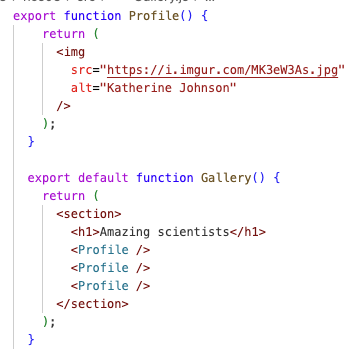 export function Profile() {
return (
<img
src="https://i.imgur.com/MK3eW3As.jpg"
alt="Katherine Johnson"
/>
);
}
export default function Gallery() {
return (
<section>
<h1>Amazing scientists</h1>
<Profile />
<Profile />
<Profile />
</section>
);
}